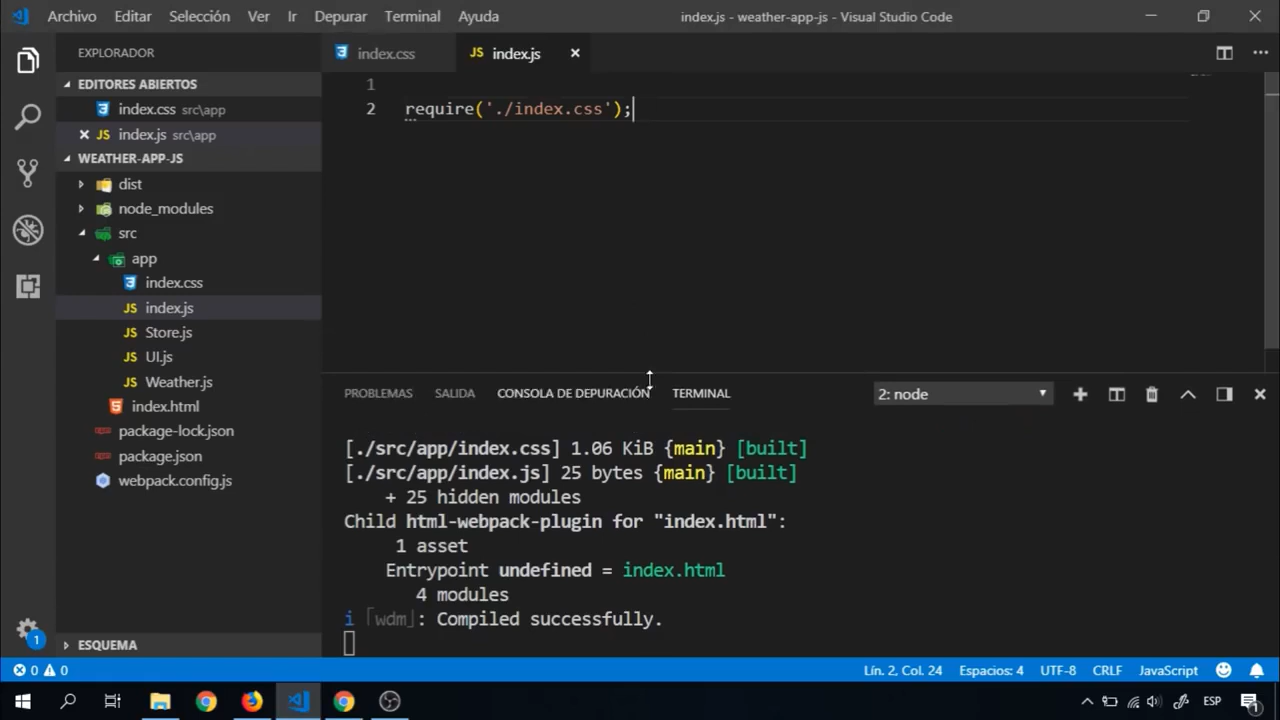 Archivo Editar Selección Ver Ir Depurar Terminal Ayuda index.js - weather-app-js - Visual Studio Code
EXPLORADOR
EDITORES ABIERTOS
index.css src\app
index.js src\app
WEATHER-APP-JS
dist
node_modules
src
app
index.css
JS index.js
JS Store.js
JS UI.js
JS Weather.js
index.html
package-lock.json
package.json
webpack.config.js
ESQUEMA
index.css JS index.js
1
2 require('./index.css');
PROBLEMAS SALIDA CONSOLA DE DEPURACIÓN TERMINAL 2: node
[./src/app/index.css] 1.06 KiB {main} [built]
[./src/app/index.js] 25 bytes {main} [built]
+ 25 hidden modules
Child html-webpack-plugin for "index.html":
1 asset
Entrypoint undefined = index.html
4 modules
i ｢wdm｣: Compiled successfully.
1
0 0 Lín. 2, Col. 24 Espacios: 4 UTF-8 CRLF JavaScript
ESP 1